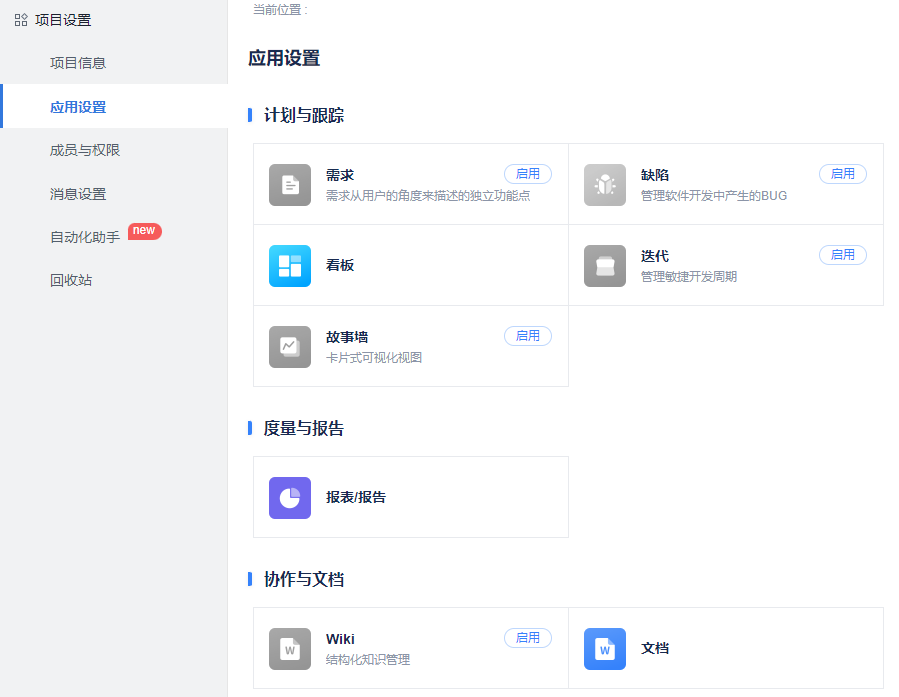 项目设置
项目信息
应用设置
成员与权限
消息设置
自动化助手 new
回收站
当前位置：
应用设置
计划与跟踪
需求
启用
需求从用户的角度来描述的独立功能点
缺陷
启用
管理软件开发中产生的BUG
看板
迭代
启用
管理敏捷开发周期
故事墙
启用
卡片式可视化视图
度量与报告
报表/报告
协作与文档
W
Wiki
启用
结构化知识管理
W
文档